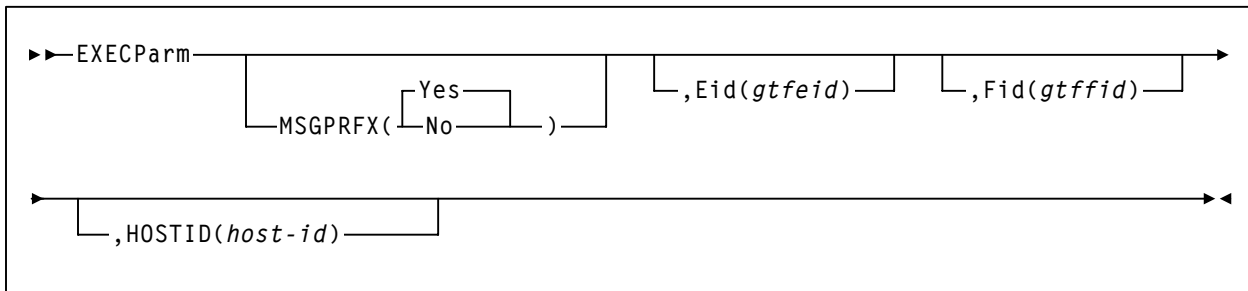 EXECParm
Yes
,Eid(gtfeid)
,Fid(gtffid)
MSGPRFX( No )
,HOSTID(host-id)